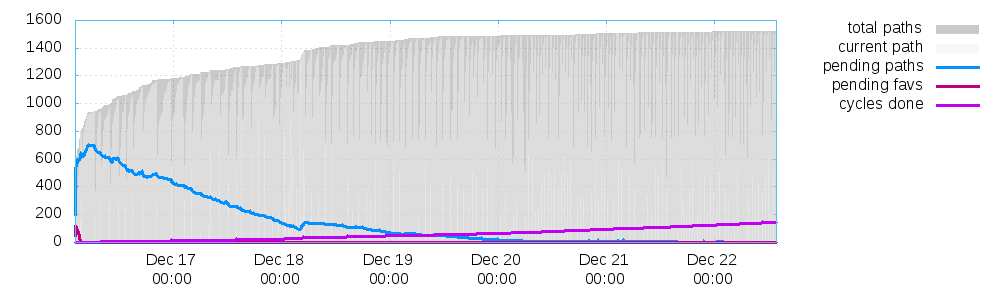 1600
1400
1200
1000
800
600
400
200
0
Dec 17
00:00
Dec 18
00:00
Dec 19
00:00
Dec 20
00:00
Dec 21
00:00
Dec 22
00:00
total paths
current path
pending paths
pending favs
cycles done